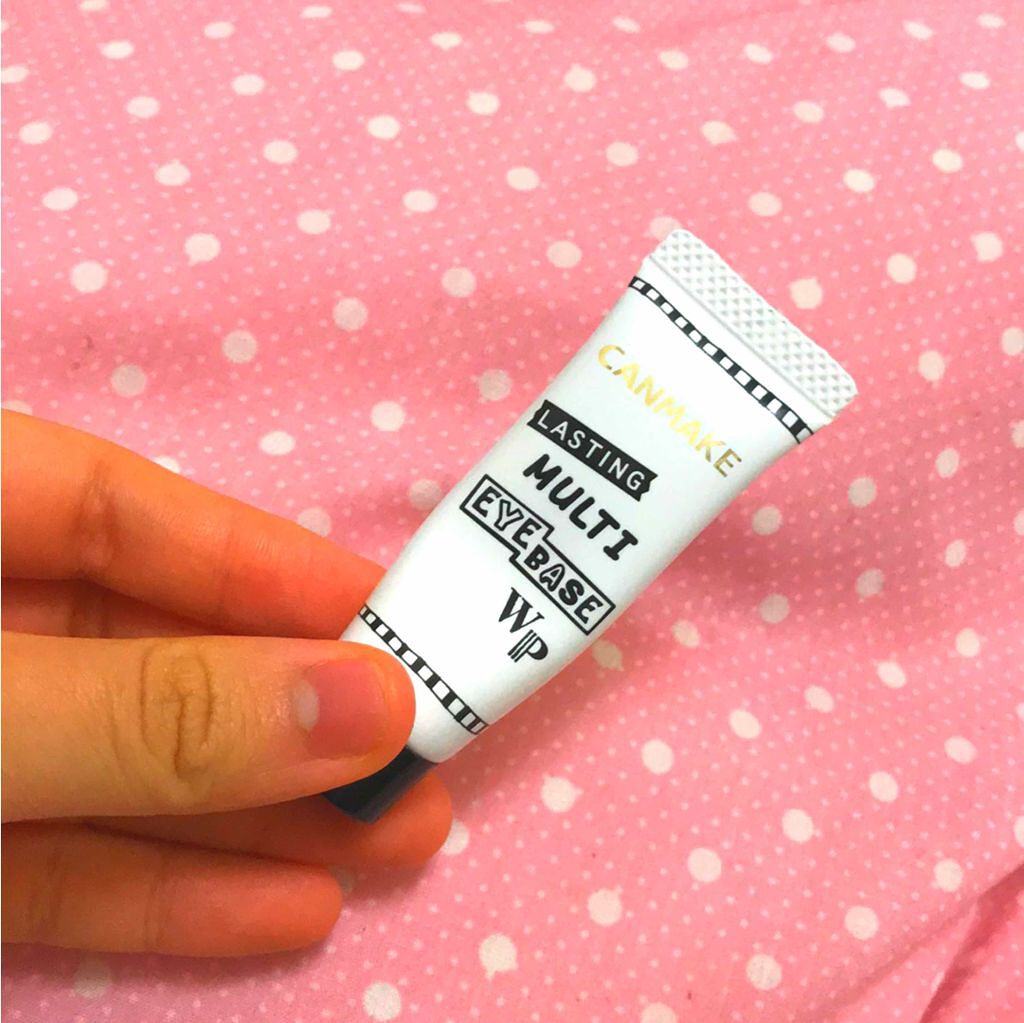 CANMAKE
LASTING
MULTI
EYE BASE
WP